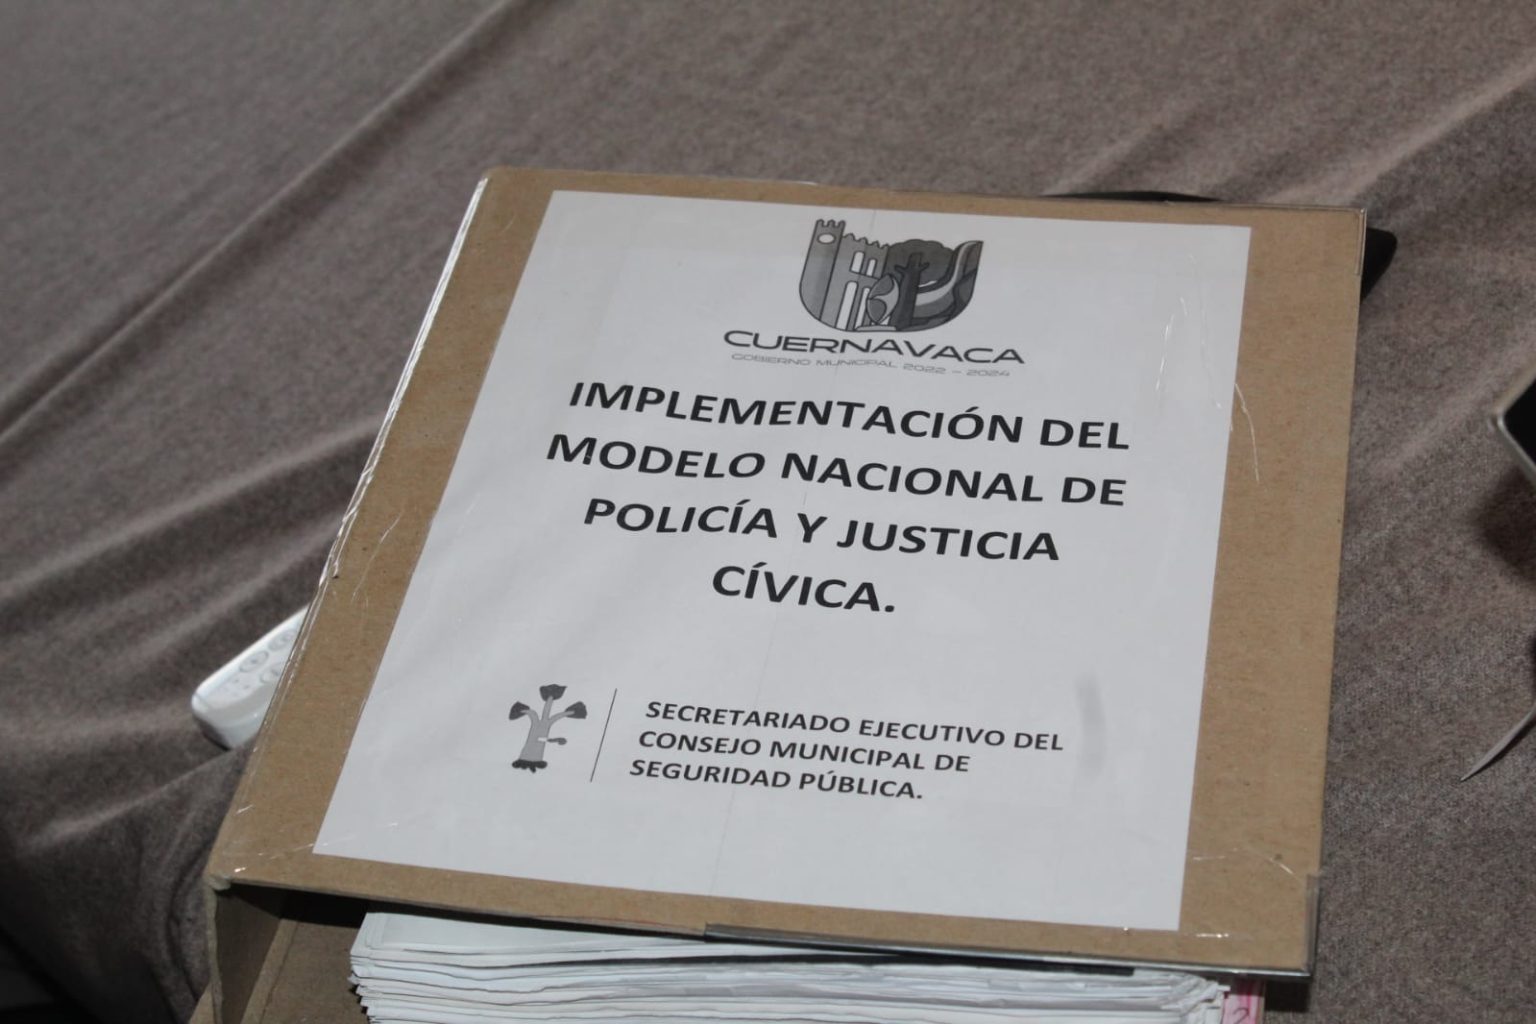 CUERNAVACA
GOBIERNO MUNICIPAL 2022 - 2024
IMPLEMENTACIÓN DEL
MODELO NACIONAL DE
POLICÍA Y JUSTICIA
CÍVICA.
SECRETARIADO EJECUTIVO DEL
CONSEJO MUNICIPAL DE
SEGURIDAD PÚBLICA.
2